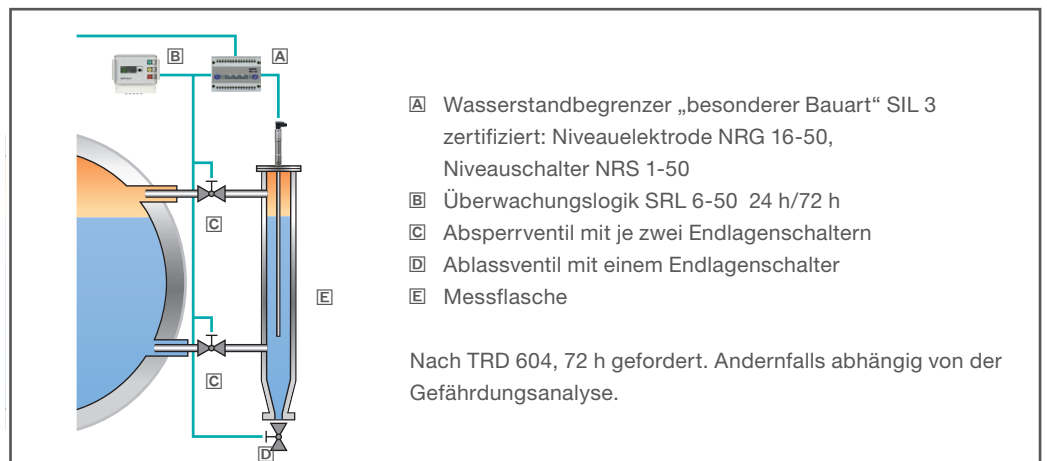 B
A
C
E
C
D
A Wasserstandbegrenzer „besonderer Bauart“ SIL 3
zertifiziert: Niveauelektrode NRG 16-50,
Niveauschalter NRS 1-50
B Überwachungslogik SRL 6-50 24 h/72 h
C Absperrventil mit je zwei Endlagenschaltern
D Ablassventil mit einem Endlagenschalter
E Messflasche
Nach TRD 604, 72 h gefordert. Andernfalls abhängig von der
Gefährdungsanalyse.